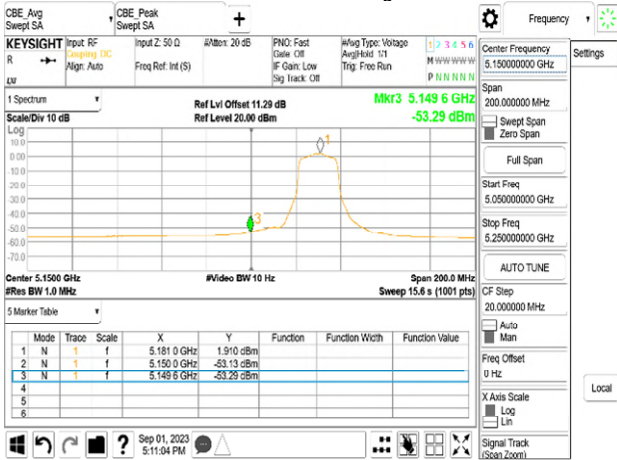 CBE_Avg
Swept SA
CBE_Peak
Swept SA
+
Frequency
KEYSIGHT
R
Input: RF
Coupling: DC
Align: Auto
Input Z: 50 Ω
Freq Ref: Int (S)
#Atten: 20 dB
PNO: Fast
Gate: Off
IF Gain: Low
Sig Track: Off
#Avg Type: Voltage
Avg|Hold: 1/1
Trig: Free Run
1 2 3 4 5 6
M W W W W W
P N N N N N
1 Spectrum
Scale/Div 10 dB
Ref Lvl Offset 11.29 dB
Ref Level 20.00 dBm
Mkr3 5.149 6 GHz
-53.29 dBm
Log
10.0
0.00
-10.0
-20.0
-30.0
-40.0
-50.0
-60.0
-70.0
1
3
Center 5.1500 GHz
#Res BW 1.0 MHz
#Video BW 10 Hz
Span 200.0 MHz
Sweep 15.6 s (1001 pts)
5 Marker Table
Mode Trace Scale X Y Function Function Width Function Value
1 N 1 f 5.181 0 GHz 1.910 dBm
2 N 1 f 5.150 0 GHz -53.13 dBm
3 N 1 f 5.149 6 GHz -53.29 dBm
4
5
6
?
Sep 01, 2023
5:11:04 PM
Center Frequency
5.150000000 GHz
Settings
Span
200.000000 MHz
Swept Span
Zero Span
Full Span
Start Freq
5.050000000 GHz
Stop Freq
5.250000000 GHz
AUTO TUNE
CF Step
20.000000 MHz
Auto
Man
Freq Offset
0 Hz
X Axis Scale
Log
Lin
Local
Signal Track
(Span Zoom)